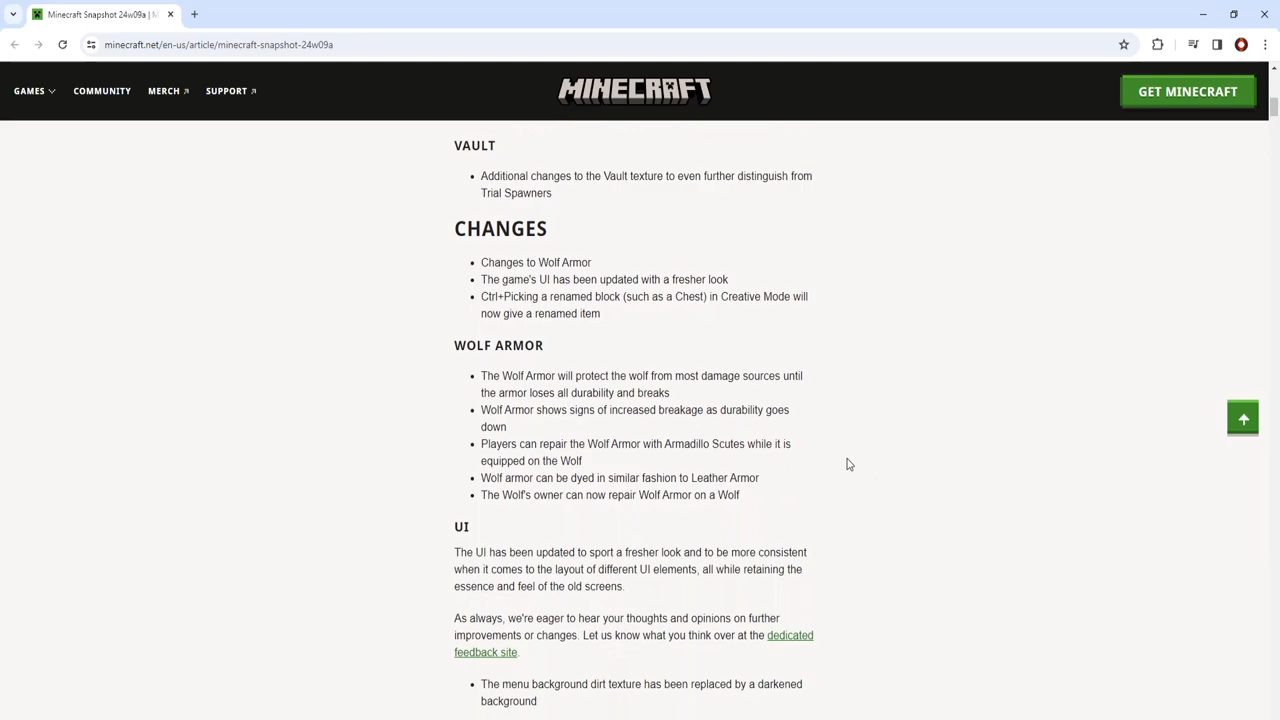 Minecraft Snapshot 24w09a | M
minecraft.net/en-us/article/minecraft-snapshot-24w09a
GAMES
COMMUNITY
MERCH
SUPPORT
MINECRAFT
GET MINECRAFT
VAULT
Additional changes to the Vault texture to even further distinguish from
Trial Spawners
CHANGES
Changes to Wolf Armor
The game's UI has been updated with a fresher look
Ctrl+Picking a renamed block (such as a Chest) in Creative Mode will
now give a renamed item
WOLF ARMOR
The Wolf Armor will protect the wolf from most damage sources until
the armor loses all durability and breaks
Wolf Armor shows signs of increased breakage as durability goes
down
Players can repair the Wolf Armor with Armadillo Scutes while it is
equipped on the Wolf
Wolf armor can be dyed in similar fashion to Leather Armor
The Wolf's owner can now repair Wolf Armor on a Wolf
UI
The UI has been updated to sport a fresher look and to be more consistent
when it comes to the layout of different UI elements, all while retaining the
essence and feel of the old screens.
As always, we're eager to hear your thoughts and opinions on further
improvements or changes. Let us know what you think over at the dedicated
feedback site.
The menu background dirt texture has been replaced by a darkened
background